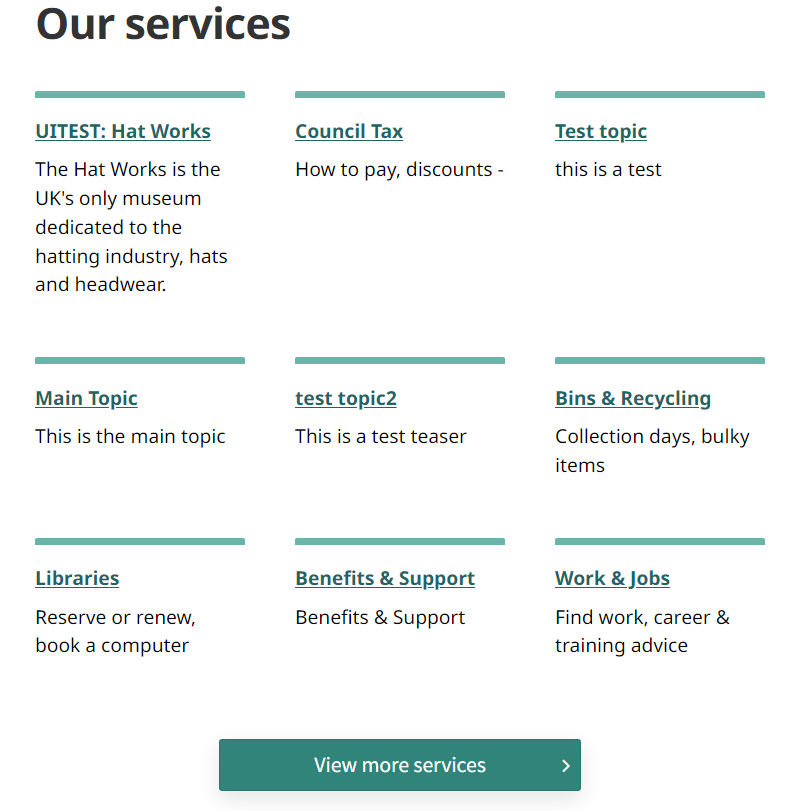 Our services
UITEST: Hat Works
The Hat Works is the
UK's only museum
dedicated to the
hatting industry, hats
and headwear.
Council Tax
How to pay, discounts -
Test topic
this is a test
Main Topic
This is the main topic
test topic2
This is a test teaser
Bins & Recycling
Collection days, bulky
items
Libraries
Reserve or renew,
book a computer
Benefits & Support
Benefits & Support
Work & Jobs
Find work, career &
training advice
View more services